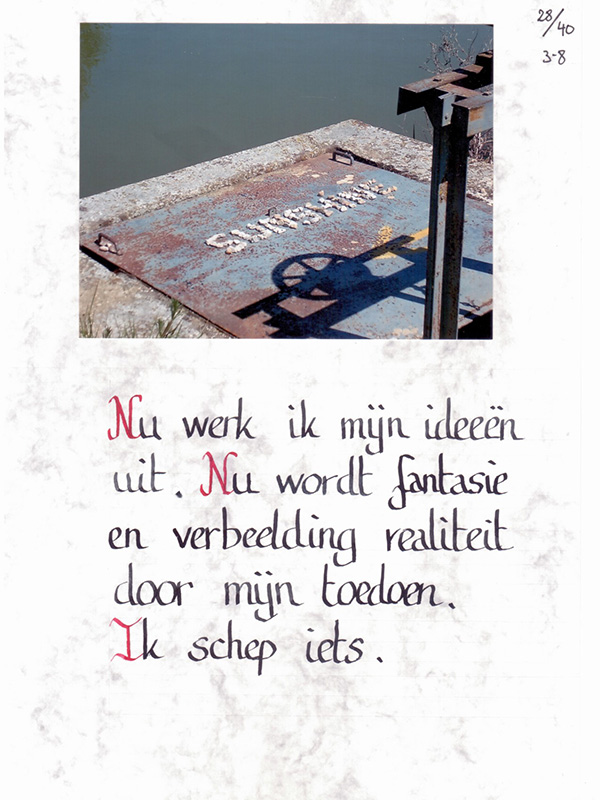 28/40
3-8
SUNSHINE
Nu werk ik mijn ideeën
uit. Nu wordt fantasie
en verbeelding realiteit
door mijn toedoen.
Ik schep iets.